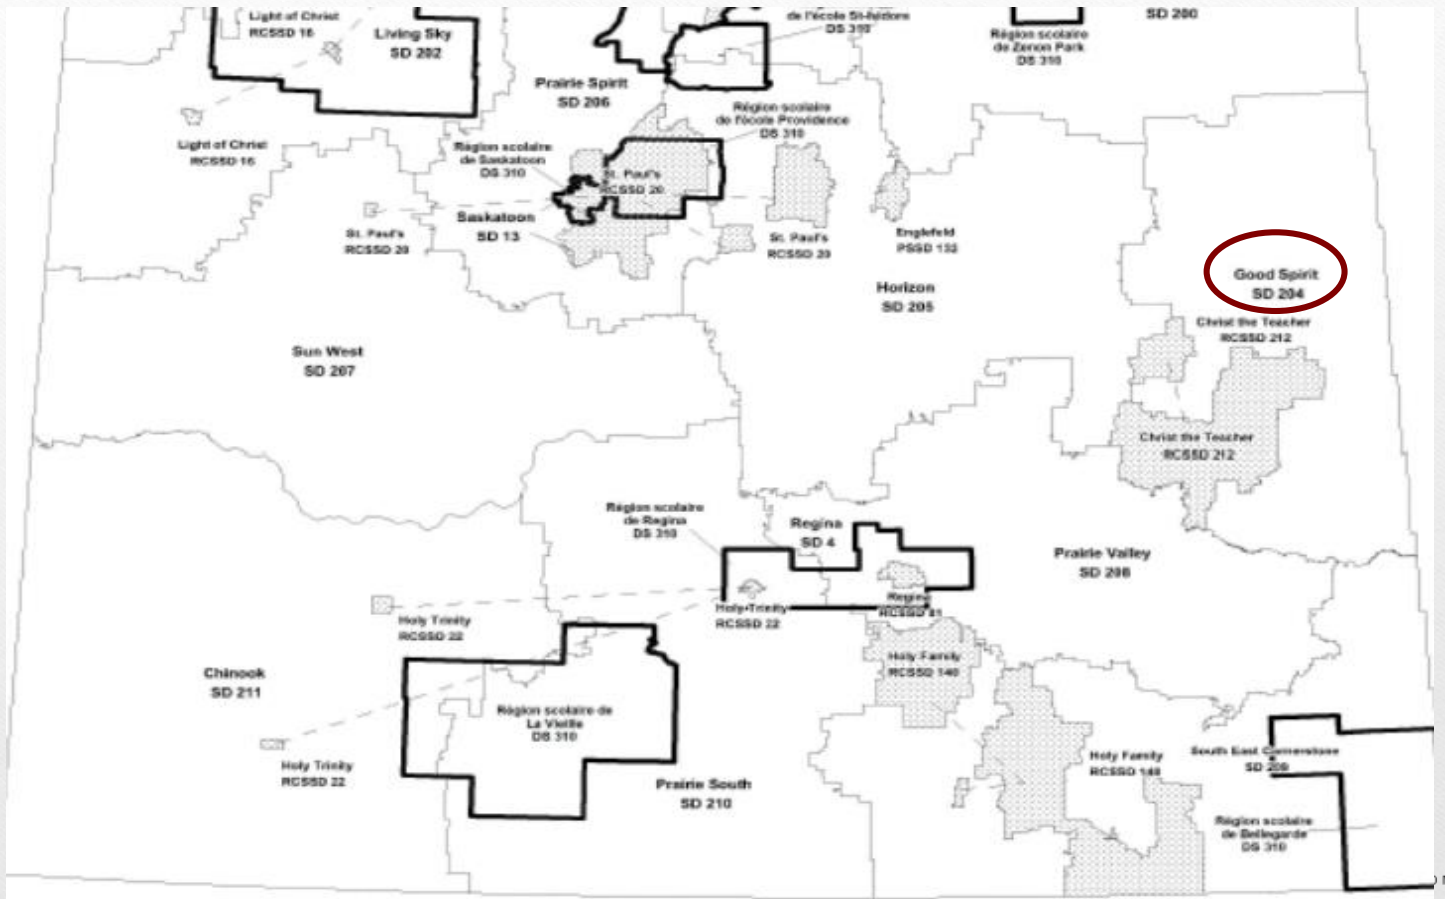 Light of Christ
RCSSD 16
Living Sky
SD 202
de l'école St-Isidore
DS 310
SD 200
Région scolaire
de Zenon Park
DS 310
Prairie Spirit
SD 206
Région scolaire
de l'école Providence
DS 310
Light of Christ
RCSSD 16
Région scolaire
de Saskatoon
DS 310
St. Paul's
RCSSD 20
Saskatoon
SD 13
St. Paul's
RCSSD 20
St. Paul's
RCSSD 20
Englefeld
PSSD 132
Good Spirit
SD 204
Horizon
SD 205
Christ the Teacher
RCSSD 212
Sun West
SD 207
Christ the Teacher
RCSSD 212
Région scolaire
de Regina
DS 310
Regina
SD 4
Prairie Valley
SD 208
Regina
RCSSD 81
Holy Trinity
RCSSD 22
Holy Trinity
RCSSD 22
Holy Family
RCSSD 140
Chinook
SD 211
Région scolaire de
La Vieille
DS 310
Holy Trinity
RCSSD 22
Prairie South
SD 210
Holy Family
RCSSD 140
South East Cornerstone
SD 209
Région scolaire
de Bellegarde
DS 310